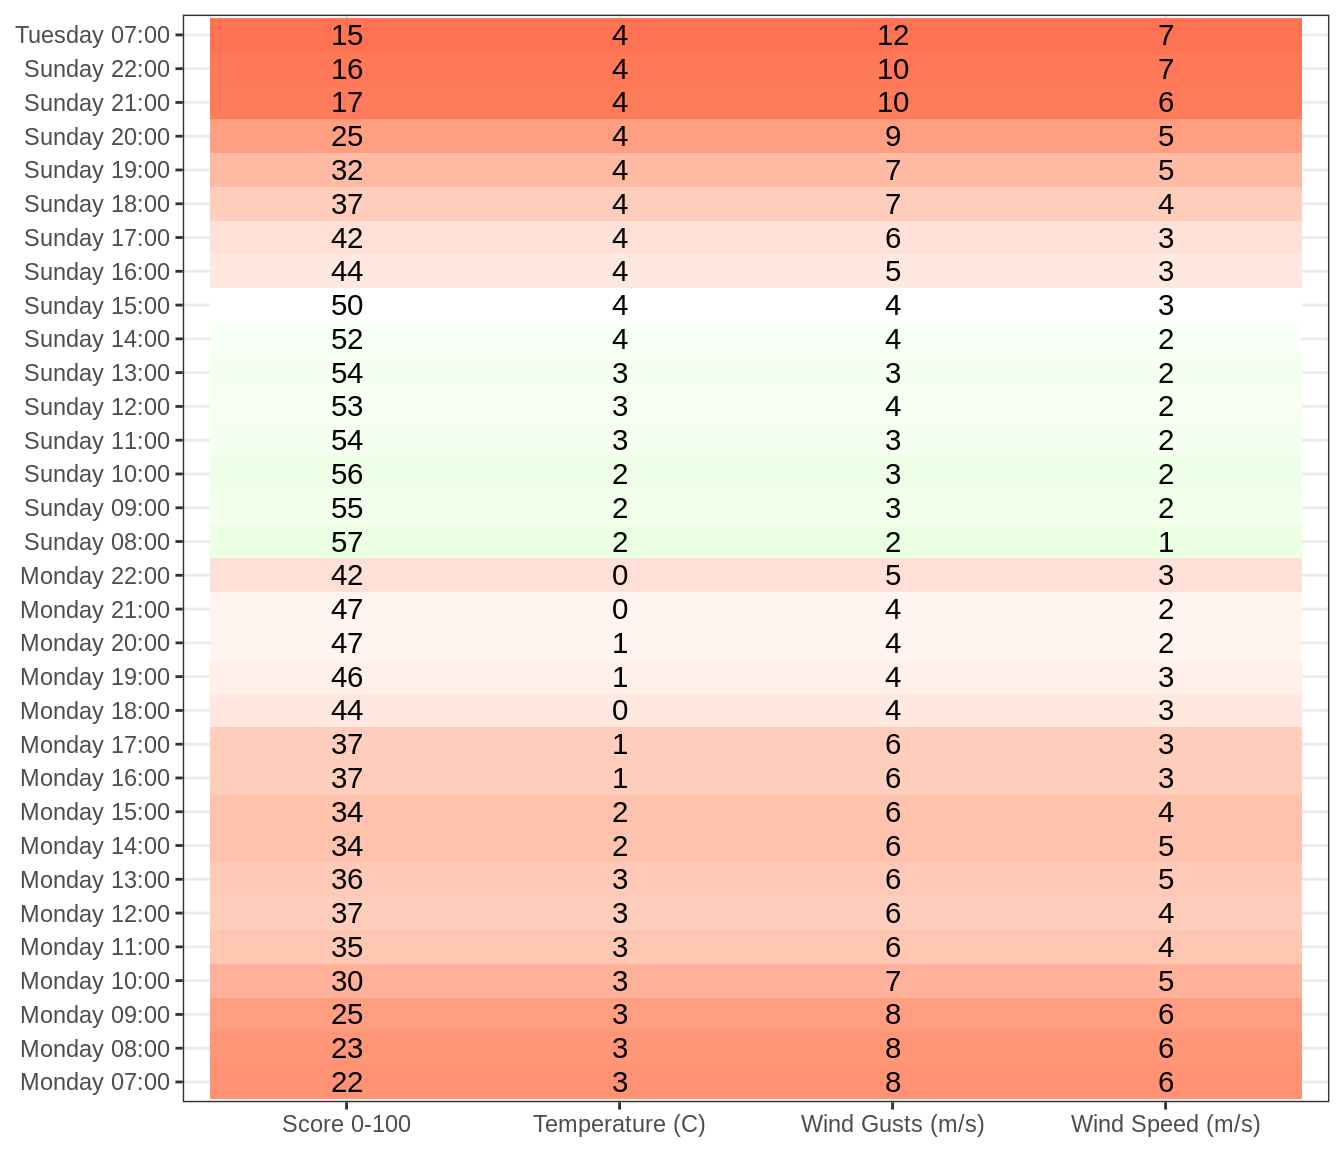 Tuesday 07:00 15 4 12 7
Sunday 22:00 16 4 10 7
Sunday 21:00 17 4 10 6
Sunday 20:00 25 4 9 5
Sunday 19:00 32 4 7 5
Sunday 18:00 37 4 7 4
Sunday 17:00 42 4 6 3
Sunday 16:00 44 4 5 3
Sunday 15:00 50 4 4 3
Sunday 14:00 52 4 4 2
Sunday 13:00 54 3 3 2
Sunday 12:00 53 3 4 2
Sunday 11:00 54 3 3 2
Sunday 10:00 56 2 3 2
Sunday 09:00 55 2 3 2
Sunday 08:00 57 2 2 1
Monday 22:00 42 0 5 3
Monday 21:00 47 0 4 2
Monday 20:00 47 1 4 2
Monday 19:00 46 1 4 3
Monday 18:00 44 0 4 3
Monday 17:00 37 1 6 3
Monday 16:00 37 1 6 3
Monday 15:00 34 2 6 4
Monday 14:00 34 2 6 5
Monday 13:00 36 3 6 5
Monday 12:00 37 3 6 4
Monday 11:00 35 3 6 4
Monday 10:00 30 3 7 5
Monday 09:00 25 3 8 6
Monday 08:00 23 3 8 6
Monday 07:00 22 3 8 6
Score 0-100 Temperature (C) Wind Gusts (m/s) Wind Speed (m/s)